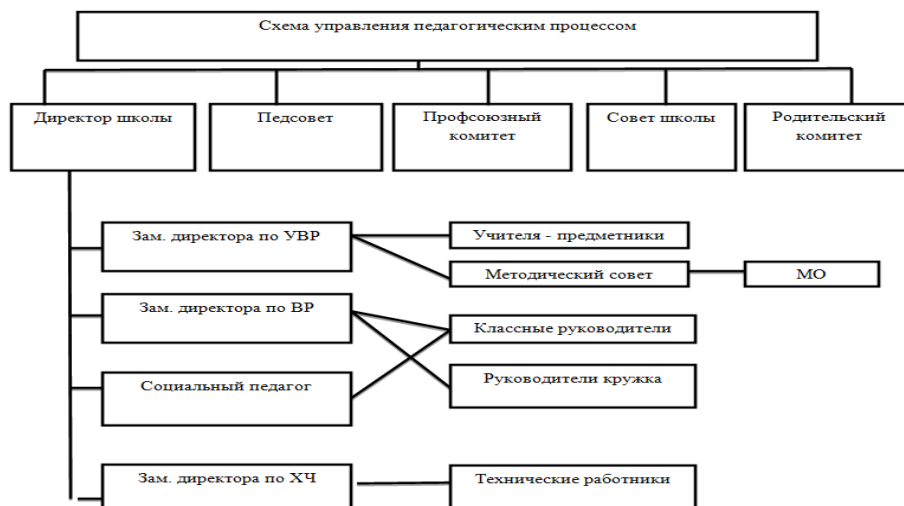 Схема управления педагогическим процессом
Директор школы
Педсовет
Профсоюзный
комитет
Совет школы
Родительский
комитет
Зам. директора по УВР
Учителя - предметники
Методический совет
МО
Зам. директора по ВР
Классные руководители
Социальный педагог
Руководители кружка
Зам. директора по ХЧ
Технические работники